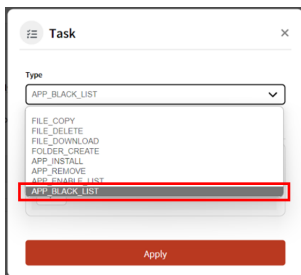 Task
Type
APP_BLACK_LIST
FILE_COPY
FILE_DELETE
FILE_DOWNLOAD
FOLDER_CREATE
APP_INSTALL
APP_REMOVE
APP_ENABLE_LIST
APP_BLACK_LIST
Apply